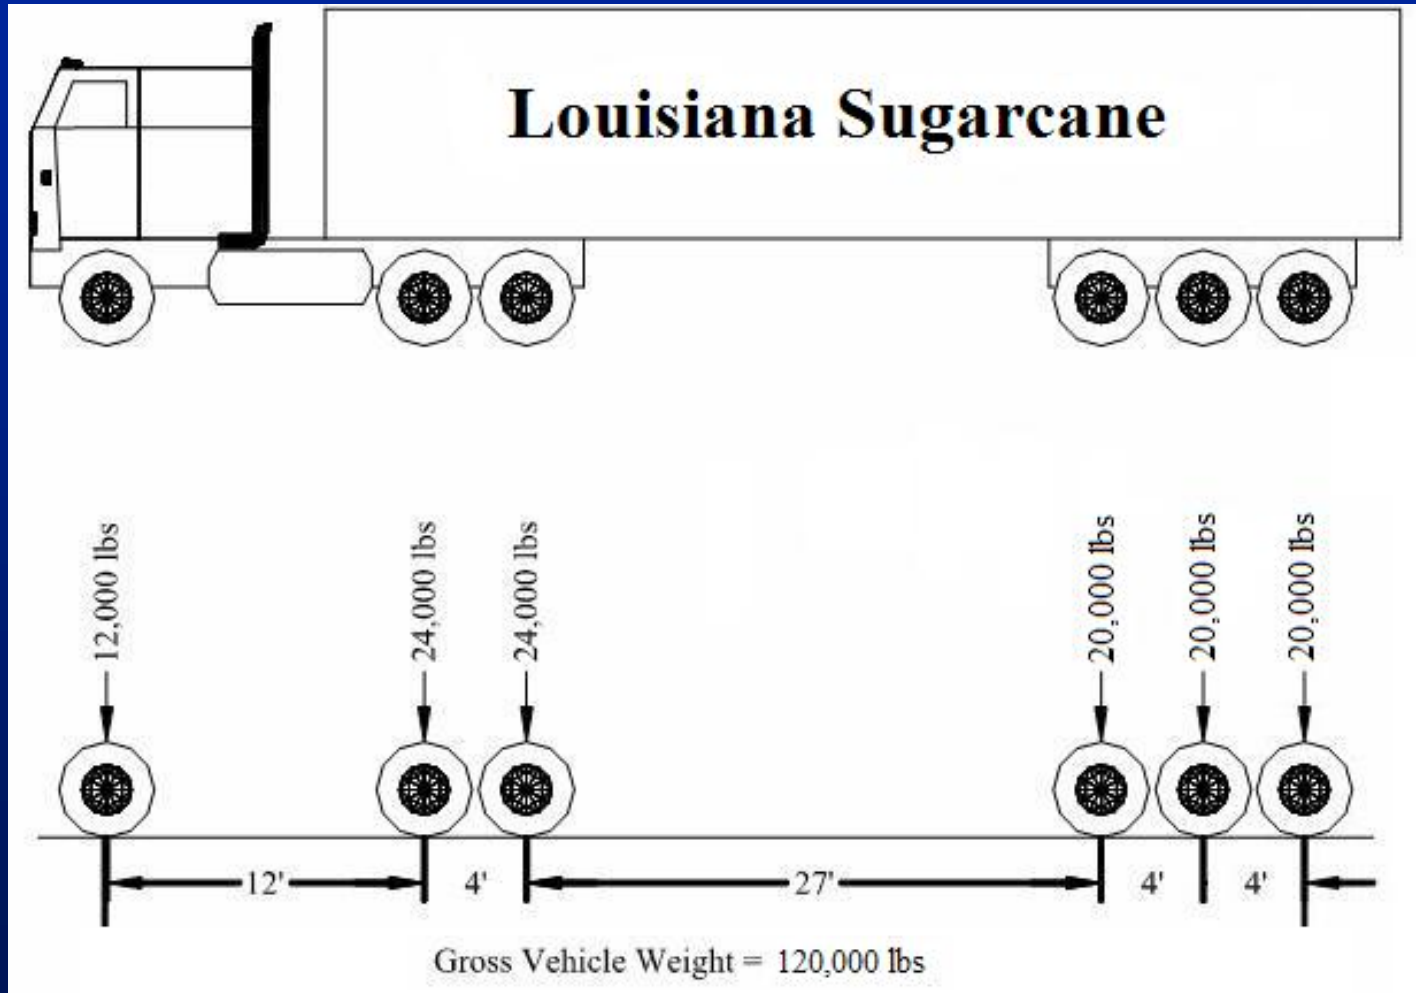 Louisiana Sugarcane
12,000 lbs
24,000 lbs
24,000 lbs
20,000 lbs
20,000 lbs
20,000 lbs
12'
4'
27'
4'
4'
Gross Vehicle Weight = 120,000 lbs